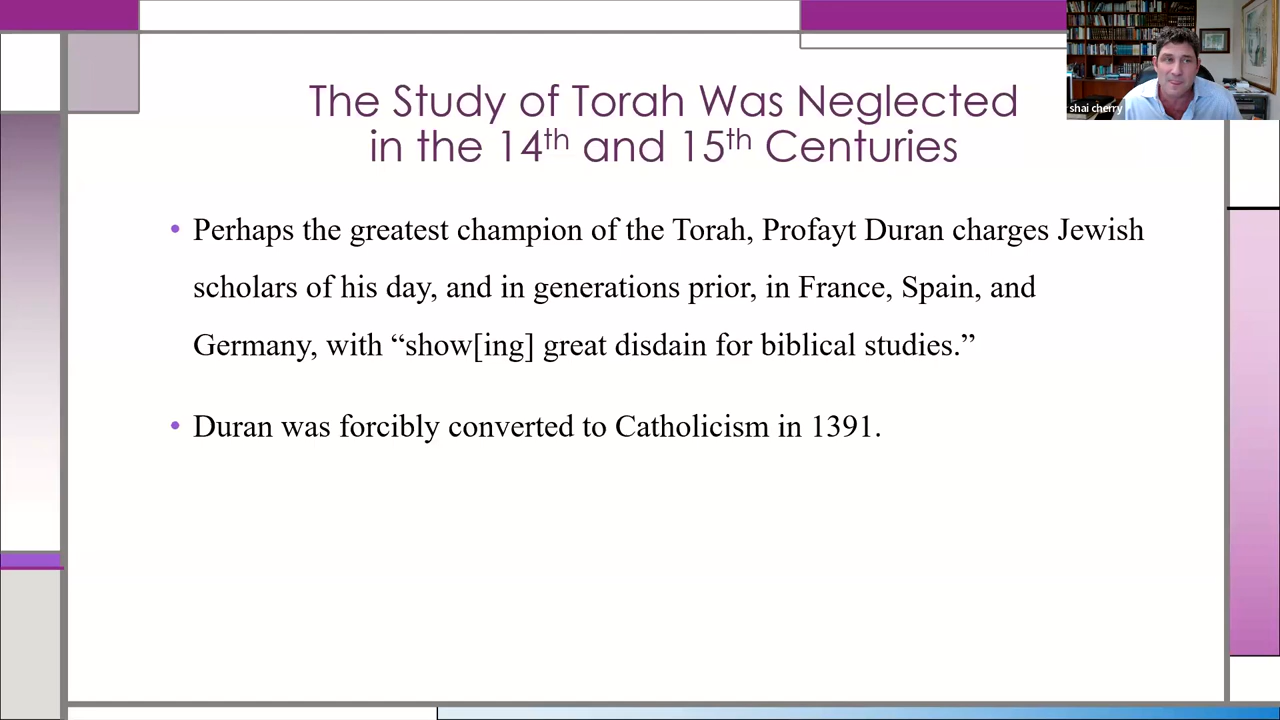 The Study of Torah Was Neglected
in the 14th and 15th Centuries
shai cherry
• Perhaps the greatest champion of the Torah, Profayt Duran charges Jewish
scholars of his day, and in generations prior, in France, Spain, and
Germany, with “show[ing] great disdain for biblical studies.”
• Duran was forcibly converted to Catholicism in 1391.